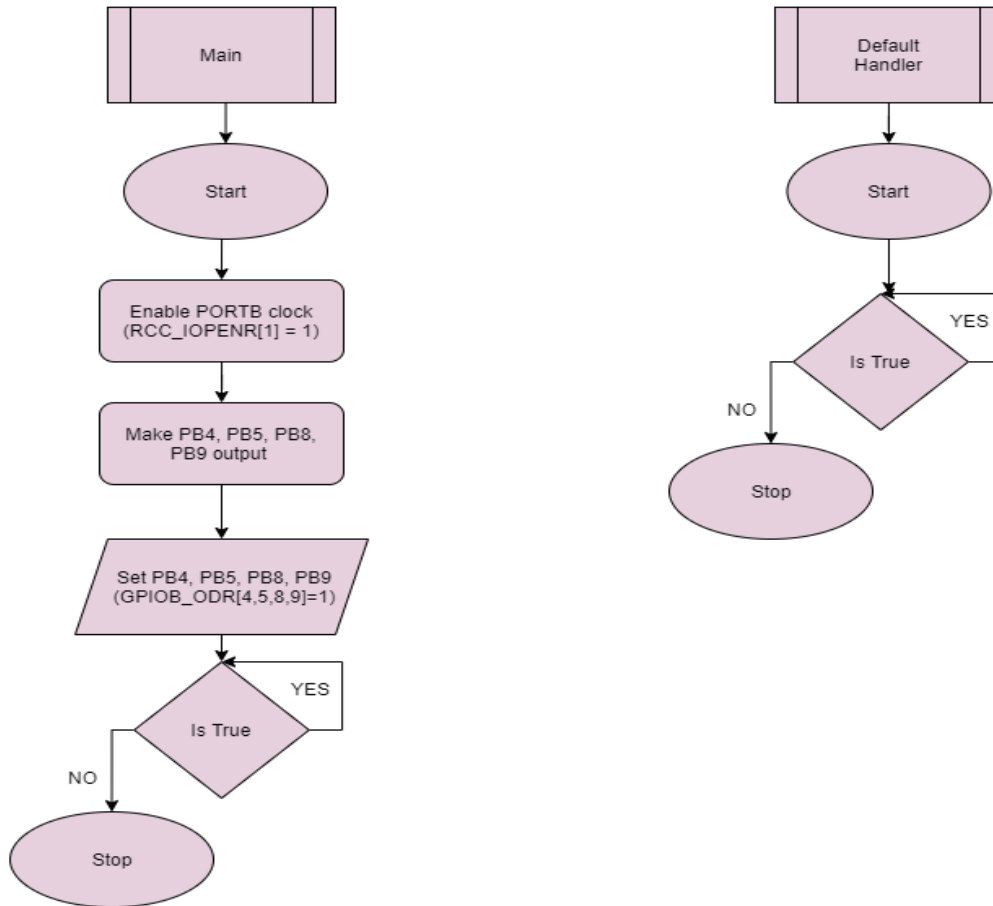 Main
Start
Enable PORTB clock
(RCC_IOPENR[1] = 1)
Make PB4, PB5, PB8,
PB9 output
Set PB4, PB5, PB8, PB9
(GPIOB_ODR[4,5,8,9]=1)
YES
Is True
NO
Stop
Default
Handler
Start
YES
Is True
NO
Stop